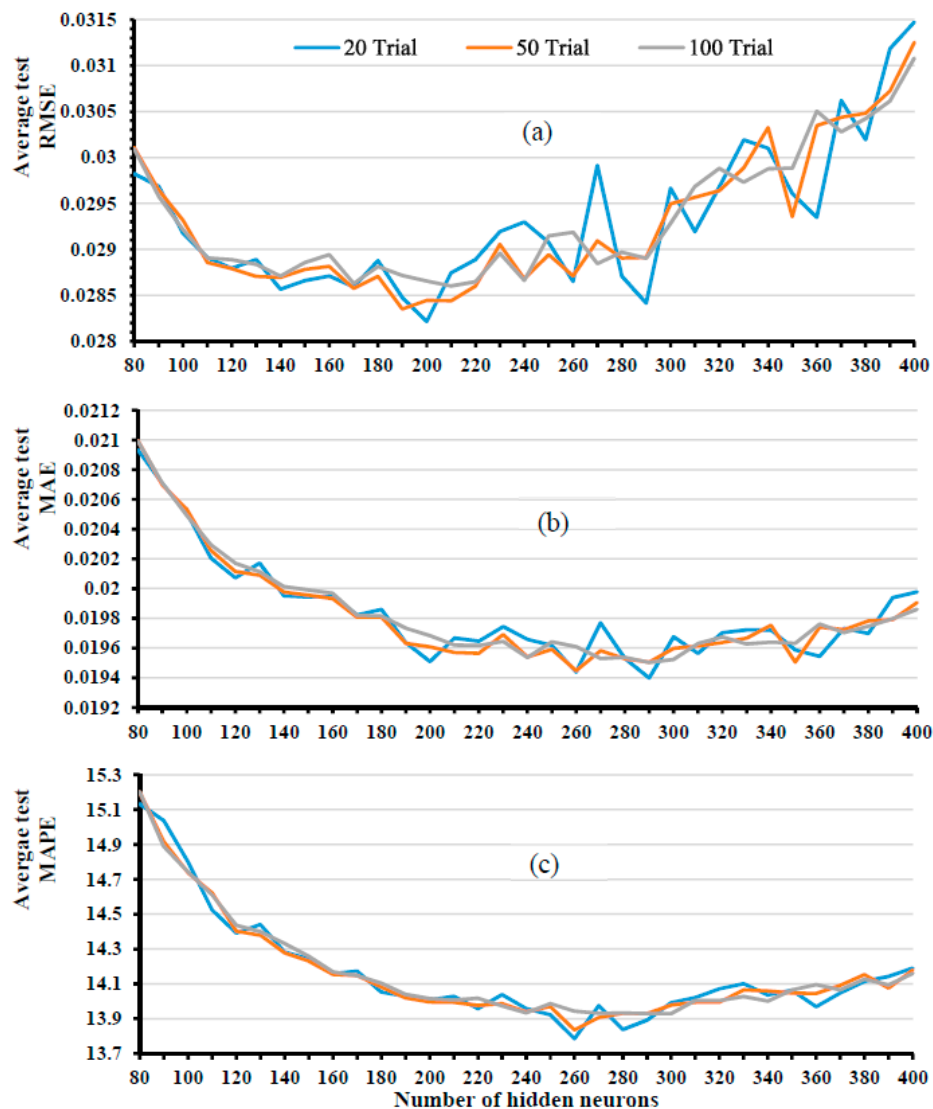 0.0315
20 Trial 50 Trial 100 Trial
0.031
Average test
RMSE
0.0305
(a)
0.03
0.0295
0.029
0.0285
0.028
80 100 120 140 160 180 200 220 240 260 280 300 320 340 360 380 400
0.0212
0.021
0.0208
Average test
MAE
0.0206
(b)
0.0204
0.0202
0.02
0.0198
0.0196
0.0194
0.0192
80 100 120 140 160 180 200 220 240 260 280 300 320 340 360 380 400
15.3
15.1
Avergae test
MAPE
14.9
(c)
14.7
14.5
14.3
14.1
13.9
13.7
80 100 120 140 160 180 200 220 240 260 280 300 320 340 360 380 400
Number of hidden neurons